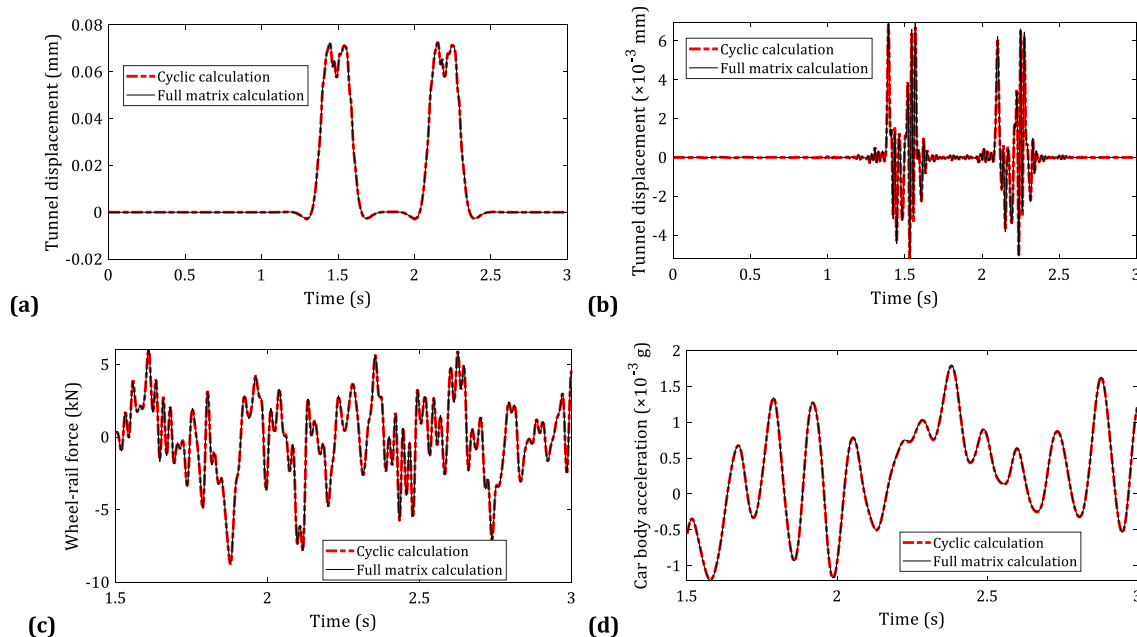 0.08
0.06
0.04
0.02
0
-0.02
Tunnel displacement (mm)
Cyclic calculation
Full matrix calculation
0 0.5 1 1.5 2 2.5 3
Time (s)
(a)
6
4
2
0
-2
-4
Tunnel displacement (×10⁻³ mm)
Cyclic calculation
Full matrix calculation
0 0.5 1 1.5 2 2.5 3
Time (s)
(b)
5
0
-5
-10
Wheel-rail force (kN)
Cyclic calculation
Full matrix calculation
1.5 2 2.5 3
Time (s)
(c)
2
1.5
1
0.5
0
-0.5
-1
Car body acceleration (×10⁻³ g)
Cyclic calculation
Full matrix calculation
1.5 2 2.5 3
Time (s)
(d)